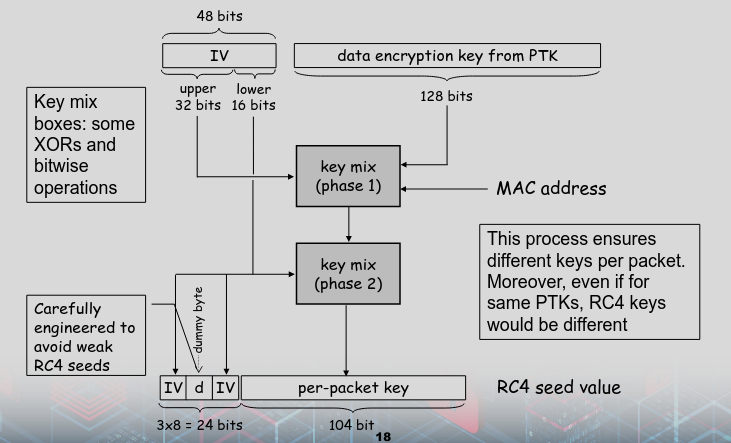 48 bits
IV
data encryption key from PTK
upper
32 bits
lower
16 bits
128 bits
Key mix
boxes: some
XORs and
bitwise
operations
key mix
(phase 1)
MAC address
This process ensures
different keys per packet.
Moreover, even if for
same PTKs, RC4 keys
would be different
key mix
(phase 2)
Carefully
engineered to
avoid weak
RC4 seeds
dummy byte
IV
d
IV
per-packet key
RC4 seed value
3x8 = 24 bits
104 bit
18